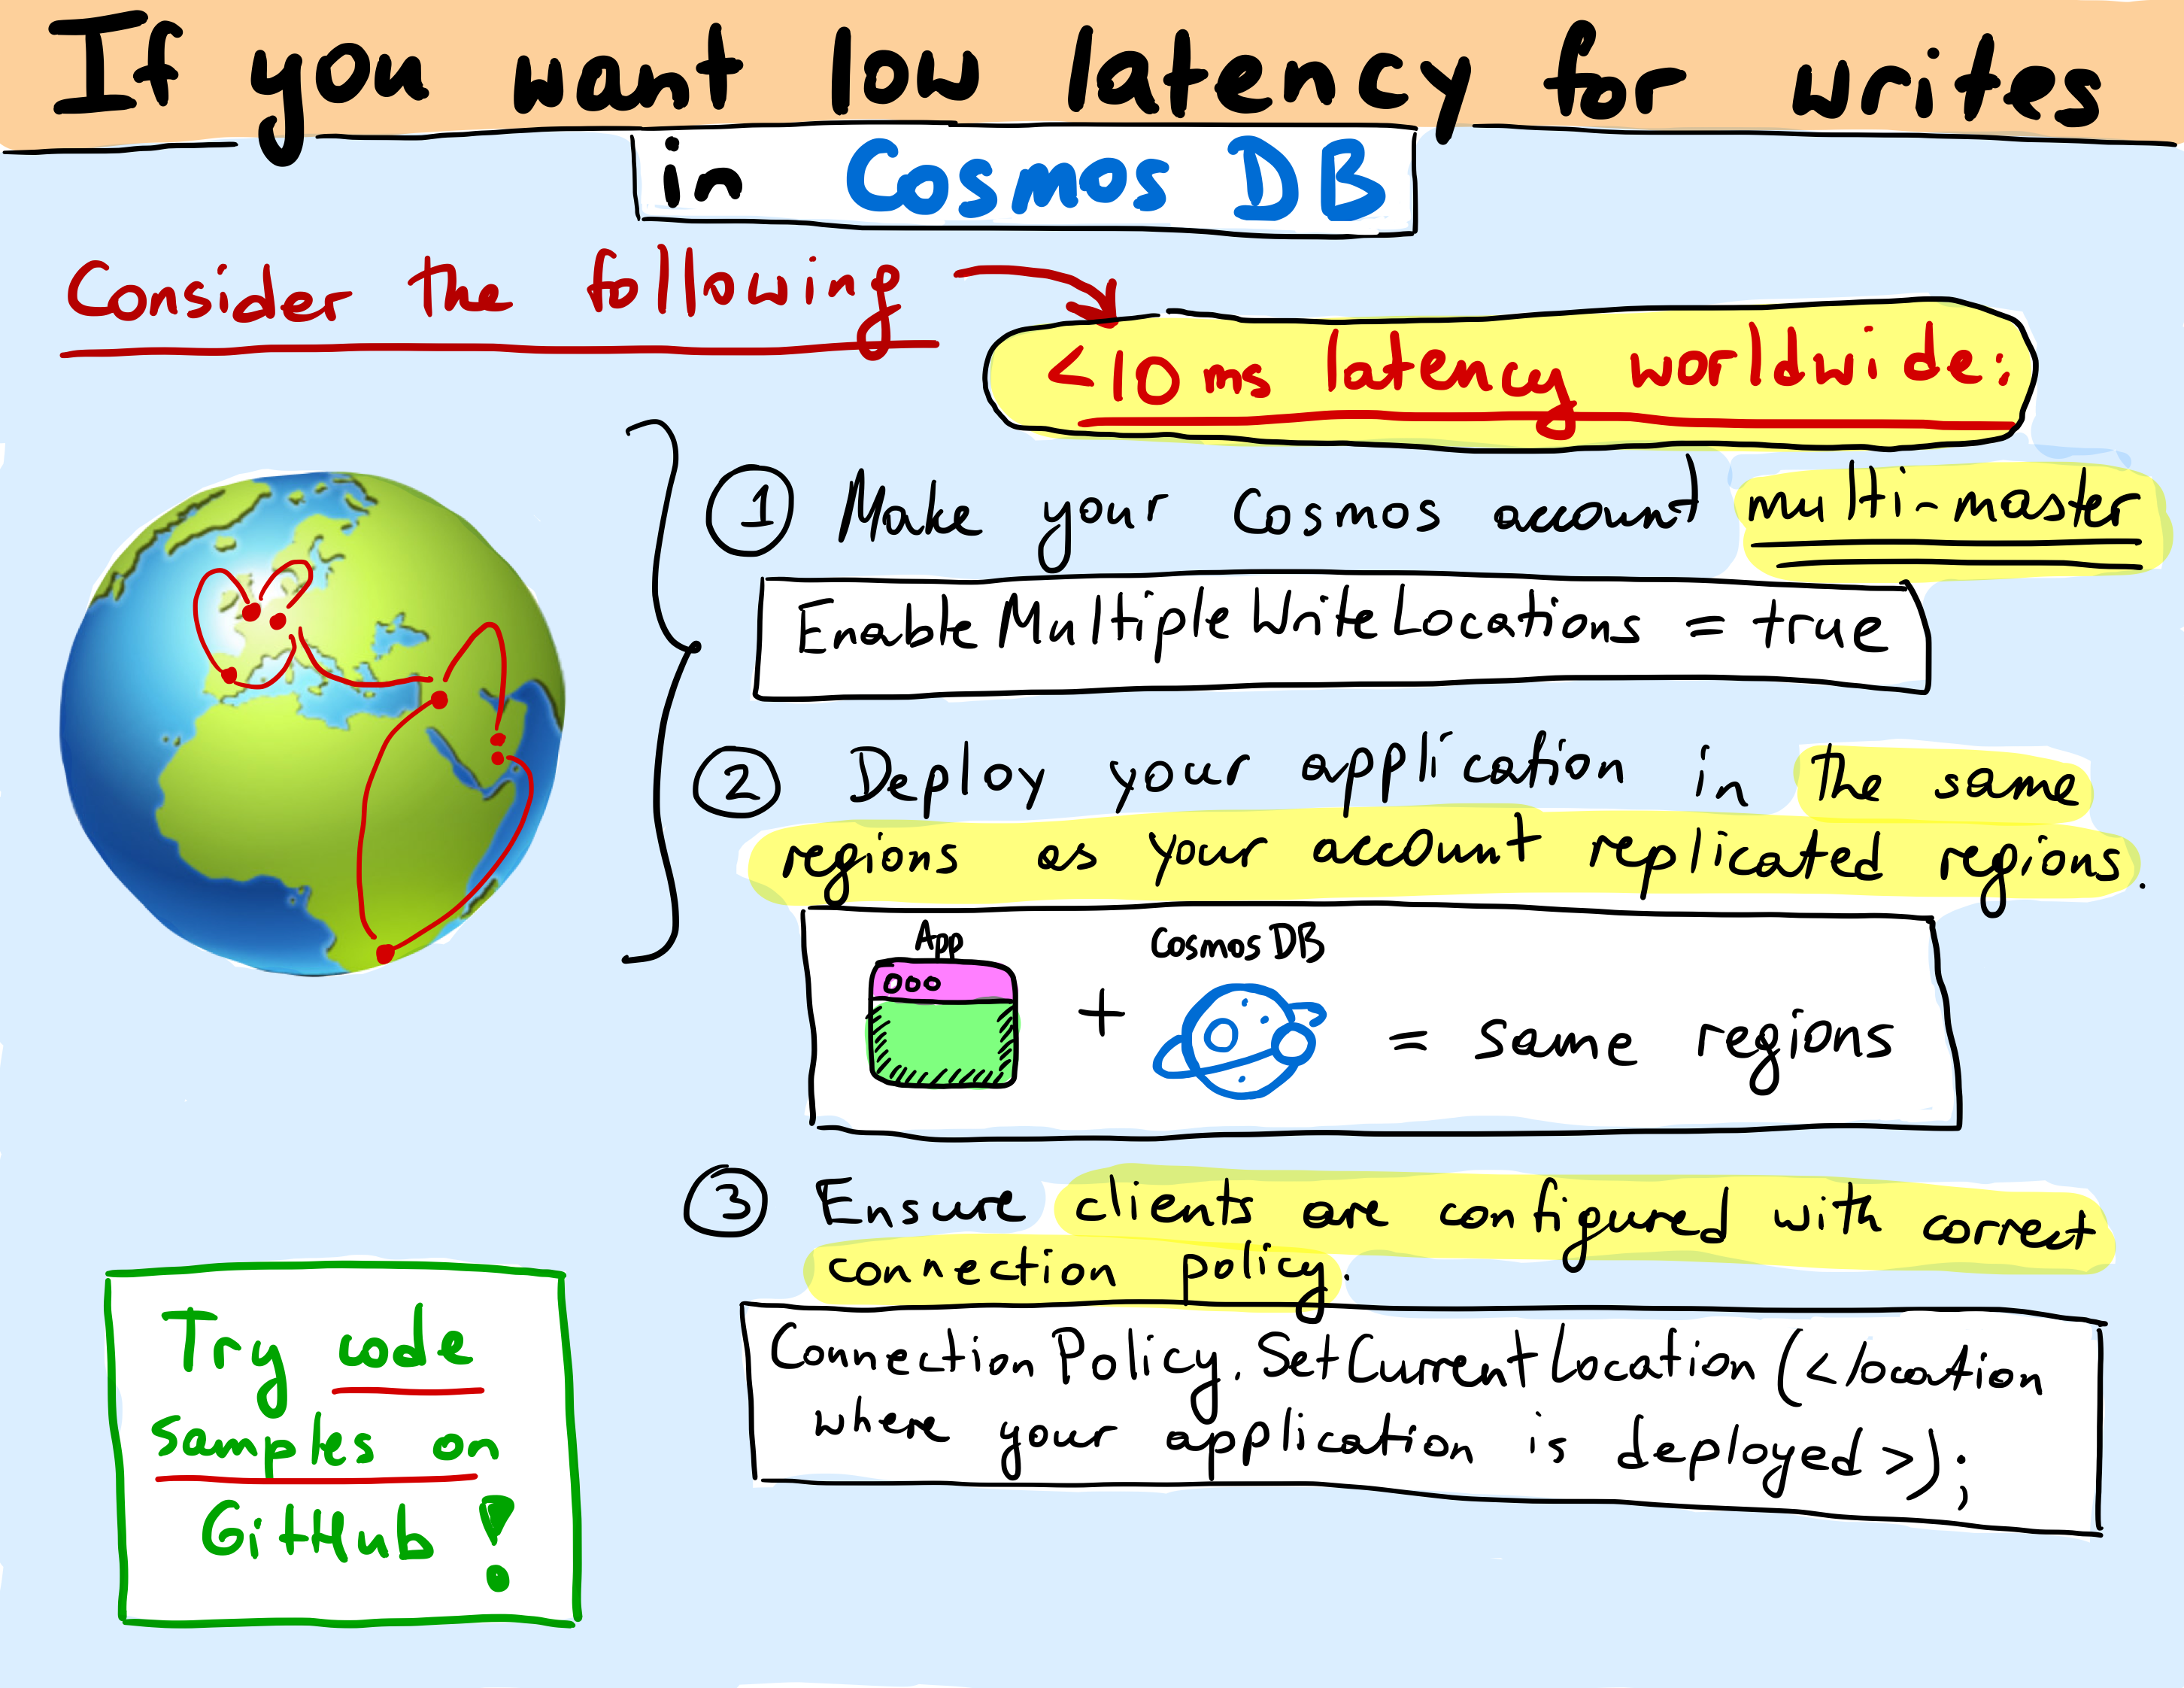 If you want low latency for writes
in Cosmos DB
Consider the following
<10 ms latency worldwide:
1 Make your Cosmos account multi-master
EnableMultipleWriteLocations = true
2 Deploy your application in the same
regions as your account replicated regions.
App
Cosmos DB
+ = same regions
3 Ensure clients are configured with correct
connection policy.
ConnectionPolicy.SetCurrentLocation(<location
where your application is deployed>);
Try code
samples on
GitHub!